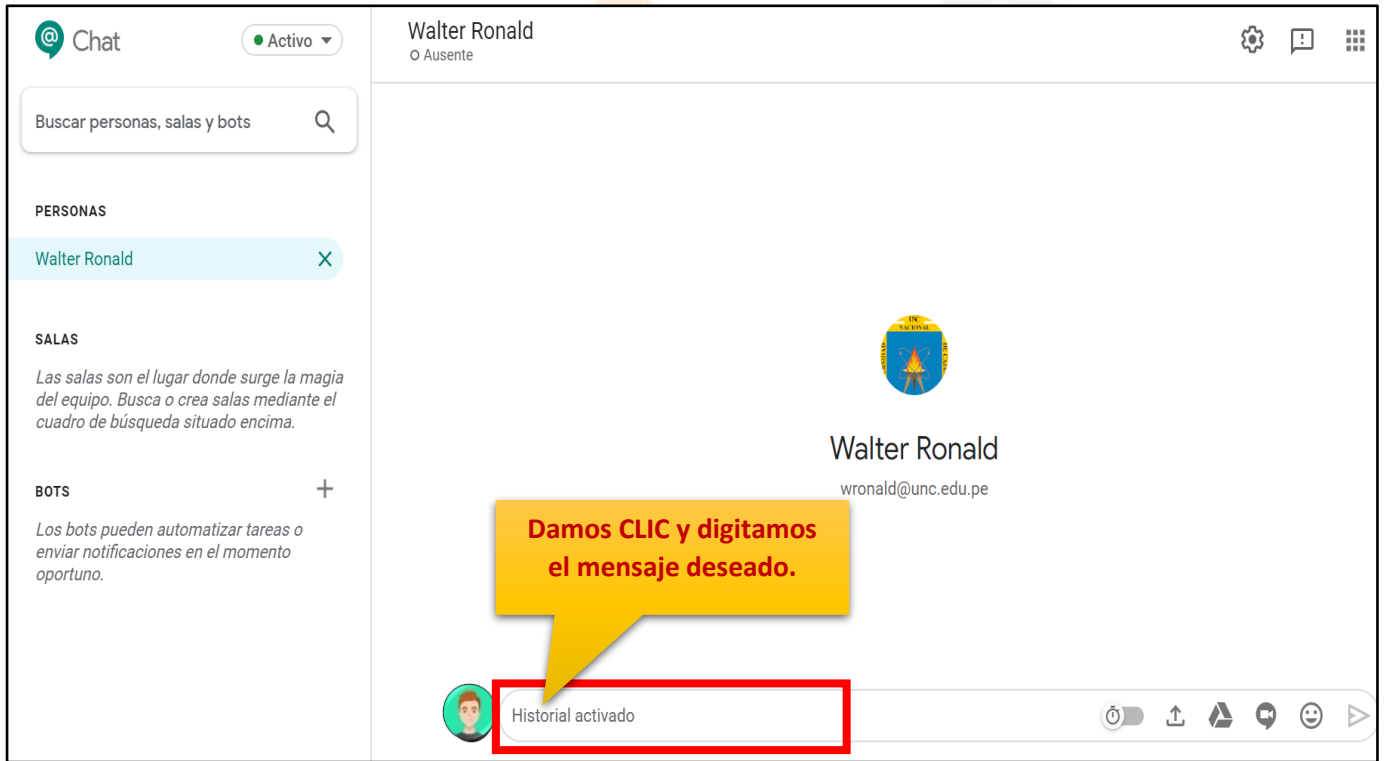 Chat
Activo
Walter Ronald
Ausente
Buscar personas, salas y bots
PERSONAS
Walter Ronald
SALAS
Las salas son el lugar donde surge la magia
del equipo. Busca o crea salas mediante el
cuadro de búsqueda situado encima.
BOTS
Los bots pueden automatizar tareas o
enviar notificaciones en el momento
oportuno.
NACIONAL
Walter Ronald
wronald@unc.edu.pe
Damos CLIC y digitamos
el mensaje deseado.
Historial activado